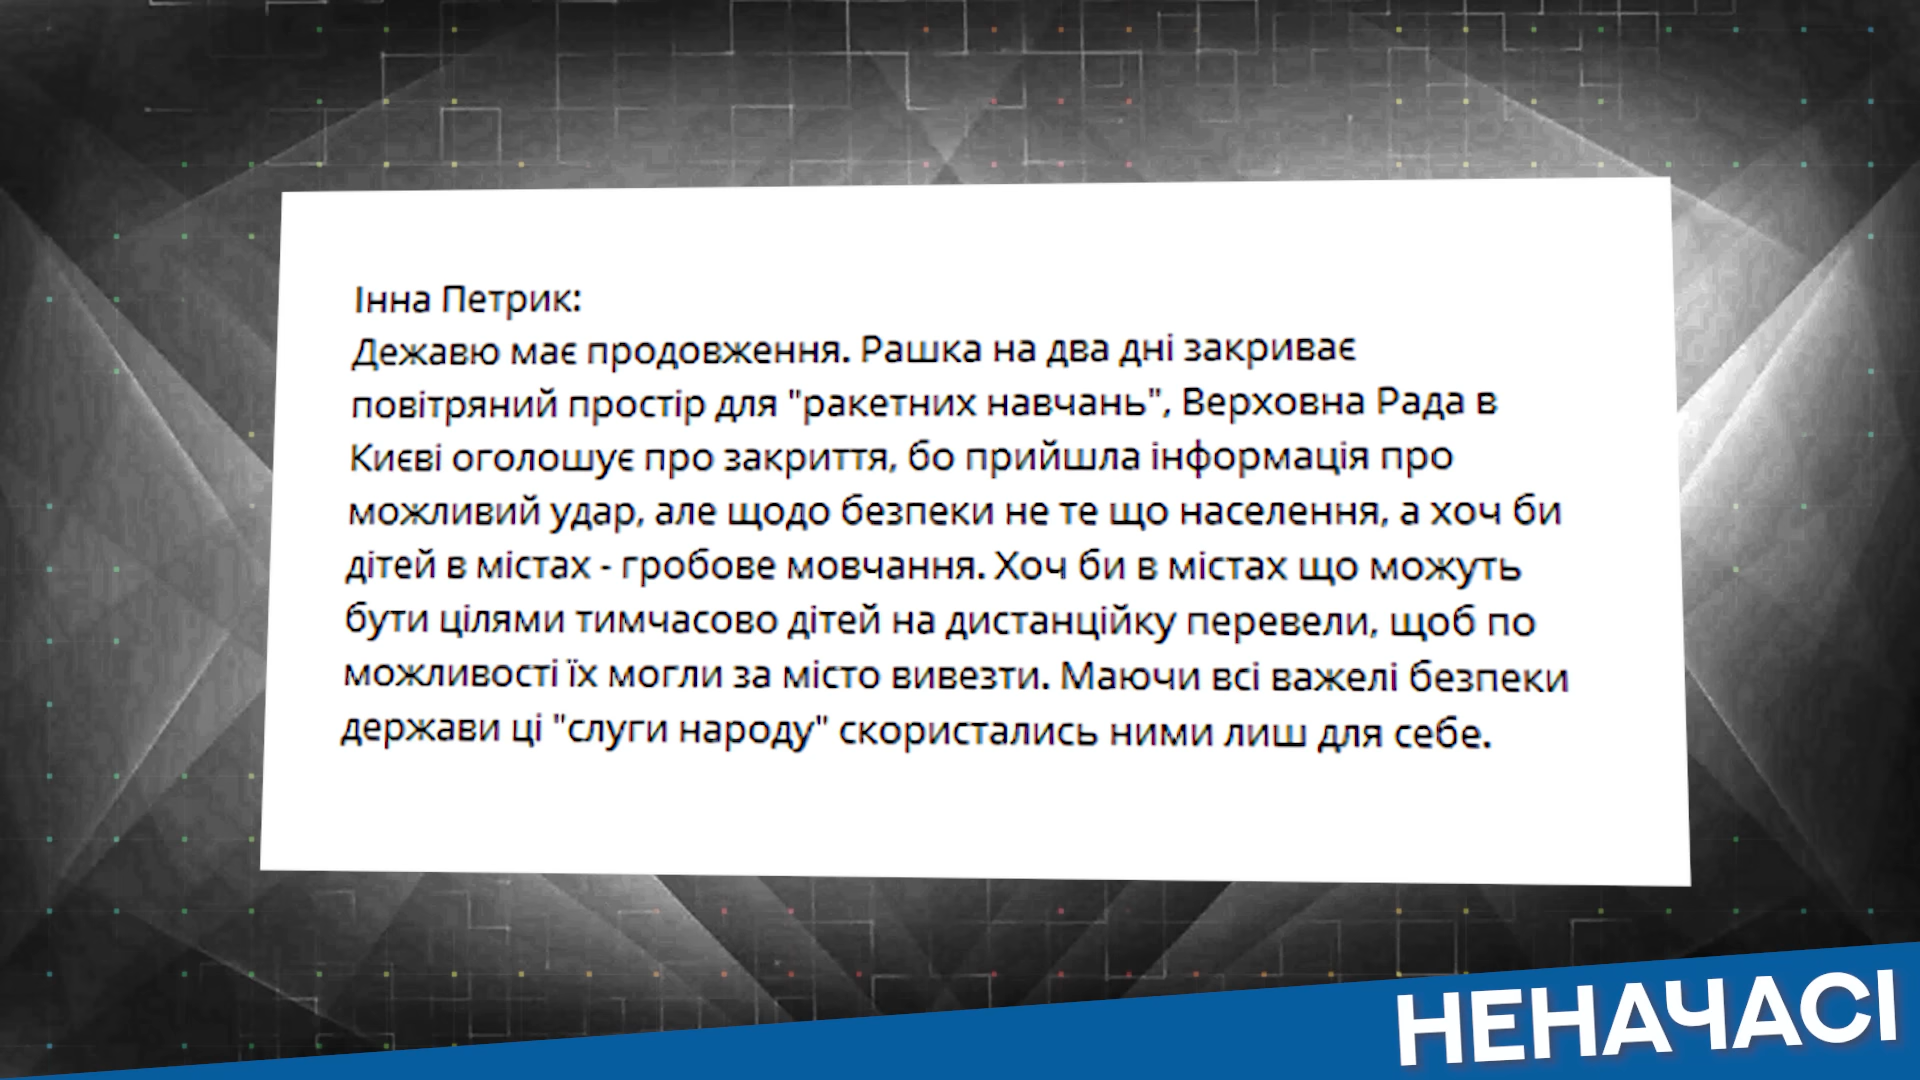 Інна Петрик:
Дежавю має продовження. Рашка на два дні закриває
повітряний простір для "ракетних навчань", Верховна Рада в
Києві оголошує про закриття, бо прийшла інформація про
можливий удар, але щодо безпеки не те що населення, а хоч би
дітей в містах - гробове мовчання. Хоч би в містах що можуть
бути цілями тимчасово дітей на дистанційку перевели, щоб по
можливості їх могли за місто вивезти. Маючи всі важелі безпеки
держави ці "слуги народу" скористались ними лиш для себе.
НЕНАЧАСІ